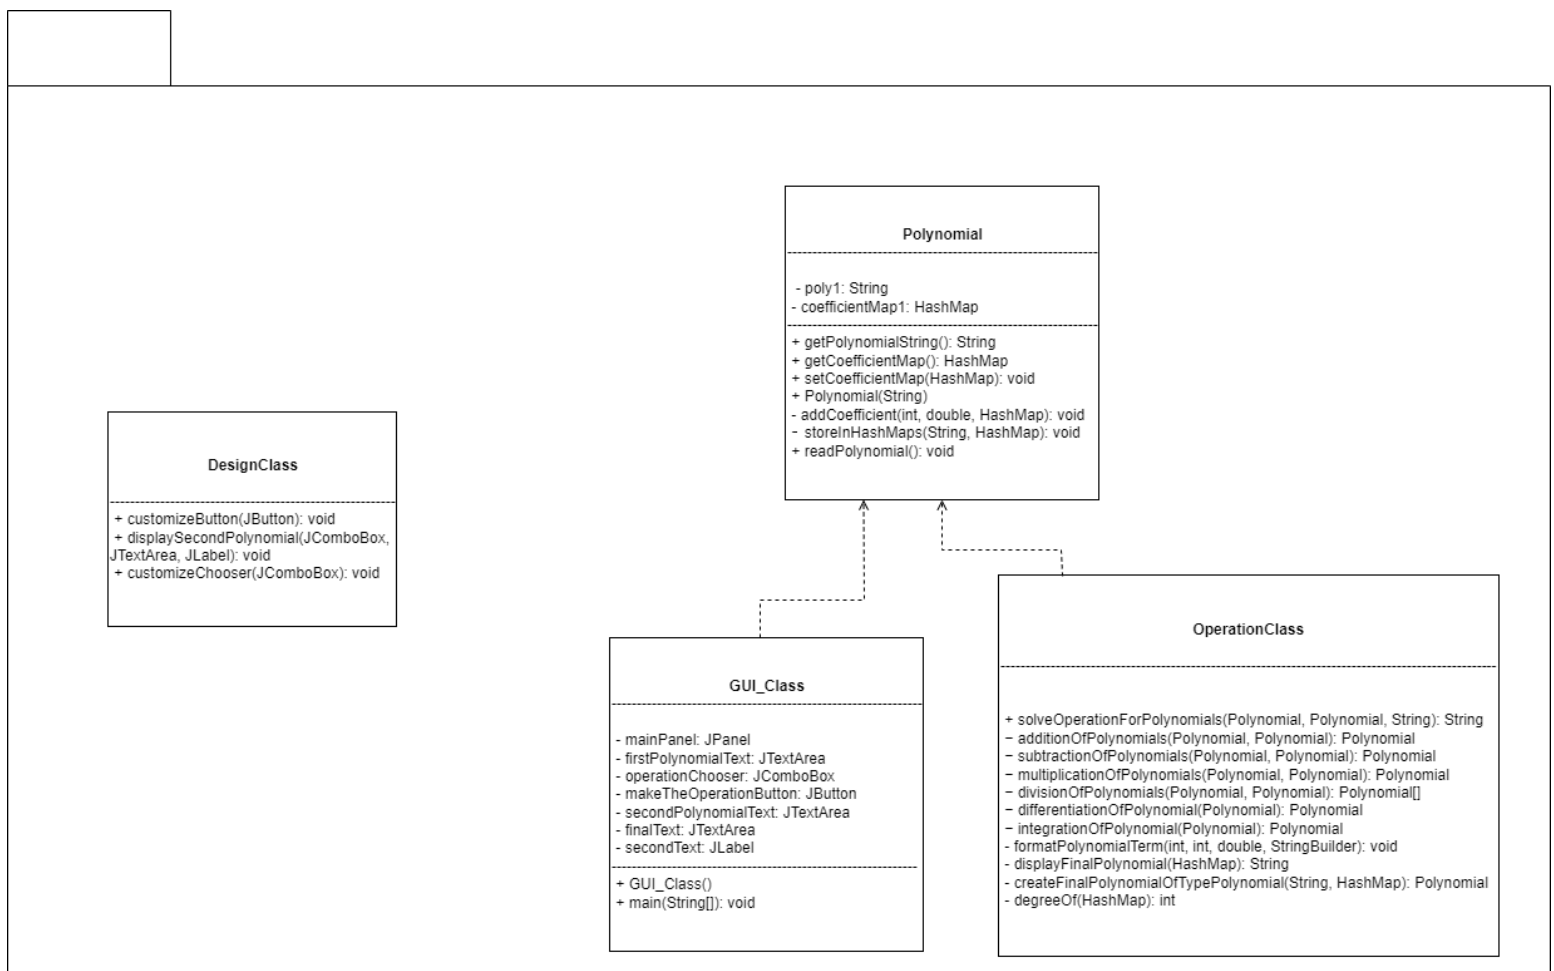 Polynomial
- poly1: String
- coefficientMap1: HashMap
+ getPolynomialString(): String
+ getCoefficientMap(): HashMap
+ setCoefficientMap(HashMap): void
+ Polynomial(String)
- addCoefficient(int, double, HashMap): void
- storeInHashMaps(String, HashMap): void
+ readPolynomial(): void
DesignClass
+ customizeButton(JButton): void
+ displaySecondPolynomial(JComboBox,
JTextArea, JLabel): void
+ customizeChooser(JComboBox): void
GUI_Class
- mainPanel: JPanel
- firstPolynomialText: JTextArea
- operationChooser: JComboBox
- makeTheOperationButton: JButton
- secondPolynomialText: JTextArea
- finalText: JTextArea
- secondText: JLabel
+ GUI_Class()
+ main(String[]): void
OperationClass
+ solveOperationForPolynomials(Polynomial, Polynomial, String): String
− additionOfPolynomials(Polynomial, Polynomial): Polynomial
− subtractionOfPolynomials(Polynomial, Polynomial): Polynomial
− multiplicationOfPolynomials(Polynomial, Polynomial): Polynomial
− divisionOfPolynomials(Polynomial, Polynomial): Polynomial[]
− differentiationOfPolynomial(Polynomial): Polynomial
− integrationOfPolynomial(Polynomial): Polynomial
- formatPolynomialTerm(int, int, double, StringBuilder): void
- displayFinalPolynomial(HashMap): String
- createFinalPolynomialOfTypePolynomial(String, HashMap): Polynomial
- degreeOf(HashMap): int